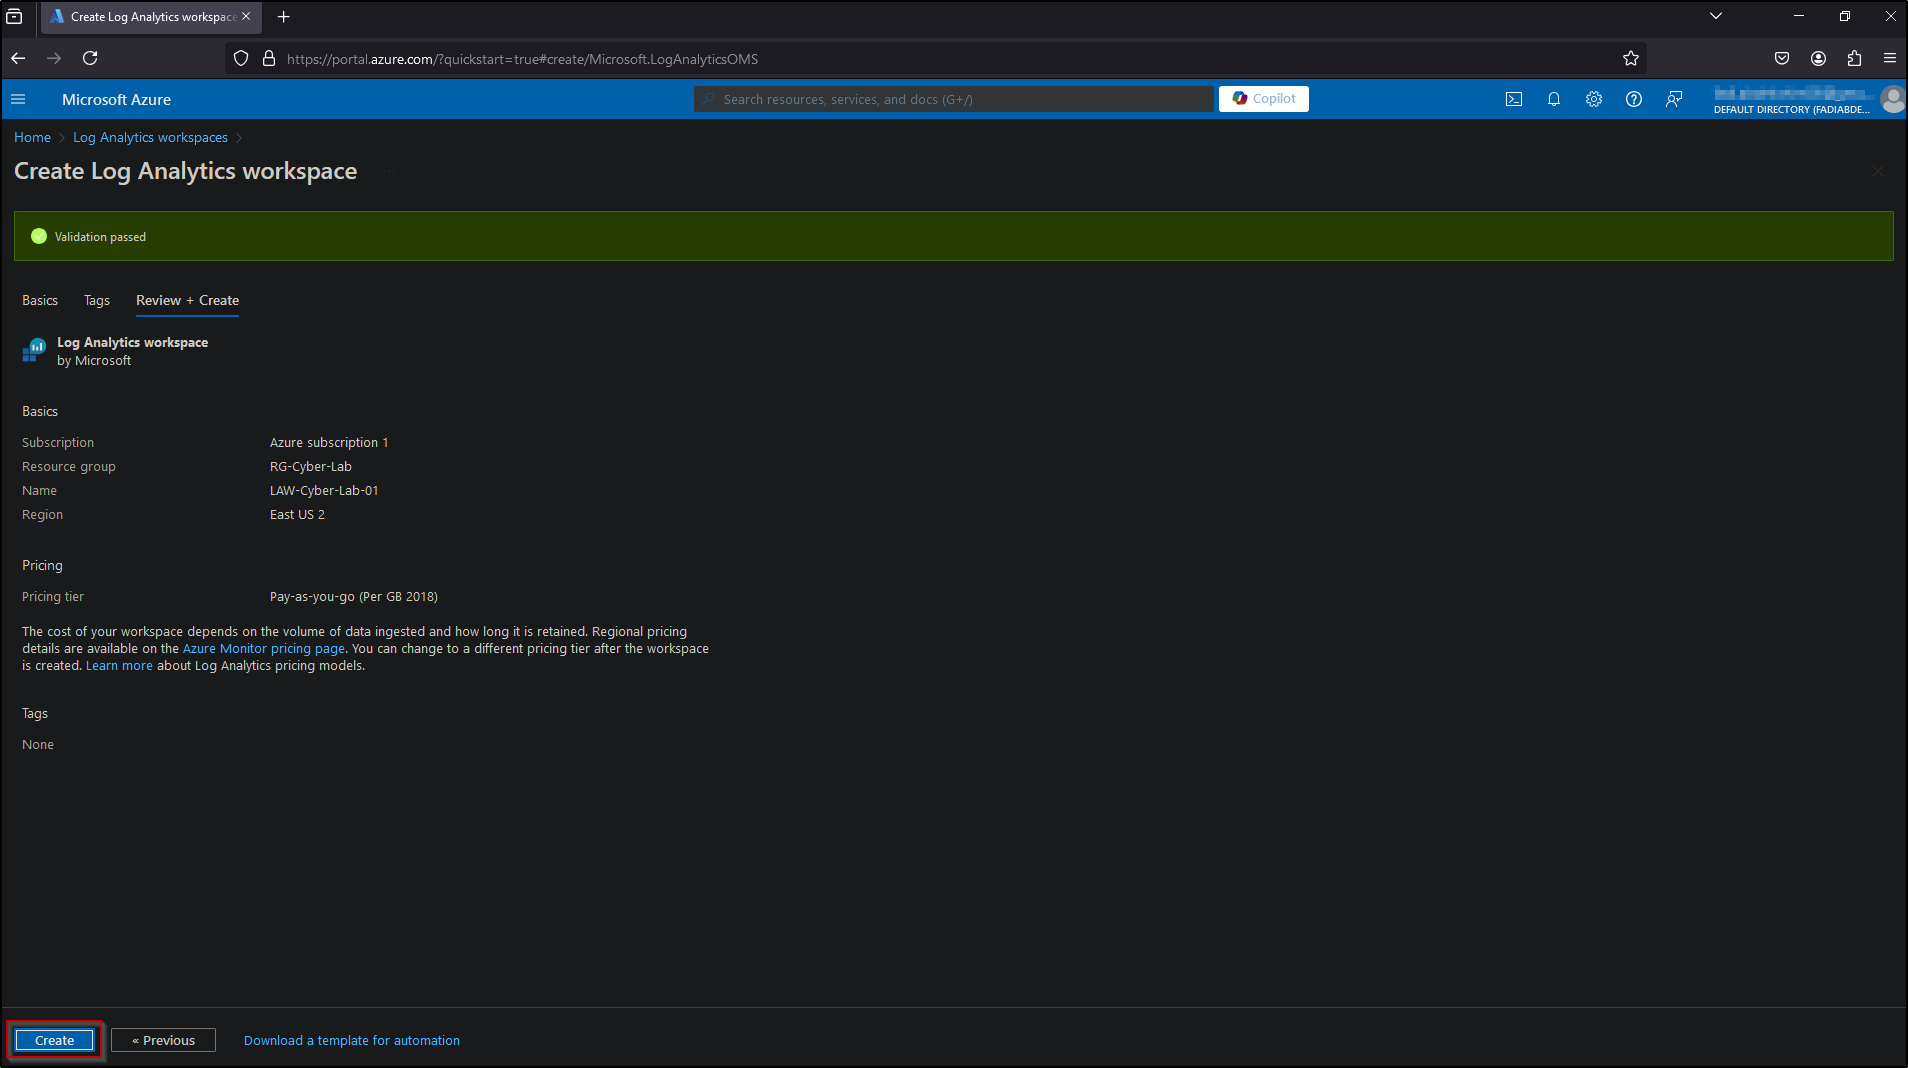 Create Log Analytics workspace
https://portal.azure.com/?quickstart=true#create/Microsoft.LogAnalyticsOMS
Microsoft Azure
Search resources, services, and docs (G+/)
Copilot
DEFAULT DIRECTORY (FADIABDE...
Home > Log Analytics workspaces >
Create Log Analytics workspace ...
Validation passed
Basics Tags Review + Create
Log Analytics workspace
by Microsoft
Basics
Subscription Azure subscription 1
Resource group RG-Cyber-Lab
Name LAW-Cyber-Lab-01
Region East US 2
Pricing
Pricing tier Pay-as-you-go (Per GB 2018)
The cost of your workspace depends on the volume of data ingested and how long it is retained. Regional pricing
details are available on the Azure Monitor pricing page. You can change to a different pricing tier after the workspace
is created. Learn more about Log Analytics pricing models.
Tags
None
Create « Previous Download a template for automation